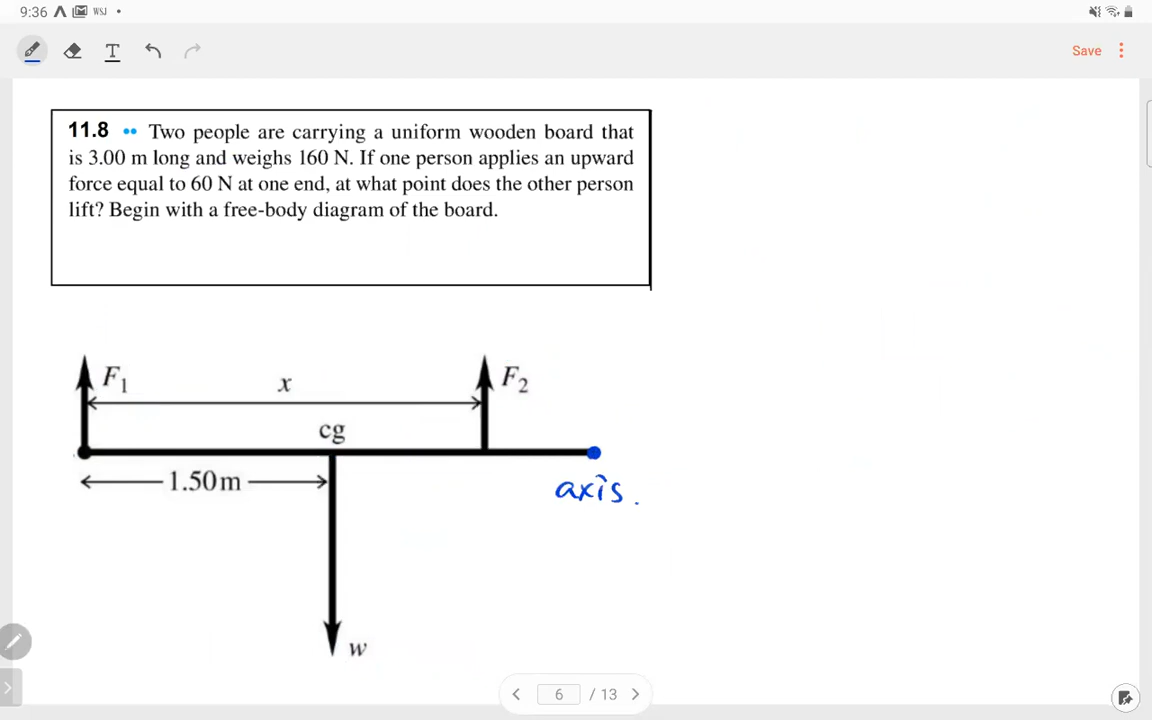 9:36 WSJ
Save
11.8 •• Two people are carrying a uniform wooden board that
is 3.00 m long and weighs 160 N. If one person applies an upward
force equal to 60 N at one end, at what point does the other person
lift? Begin with a free-body diagram of the board.
F₁ x F₂
cg
1.50 m
axis.
w
6 / 13